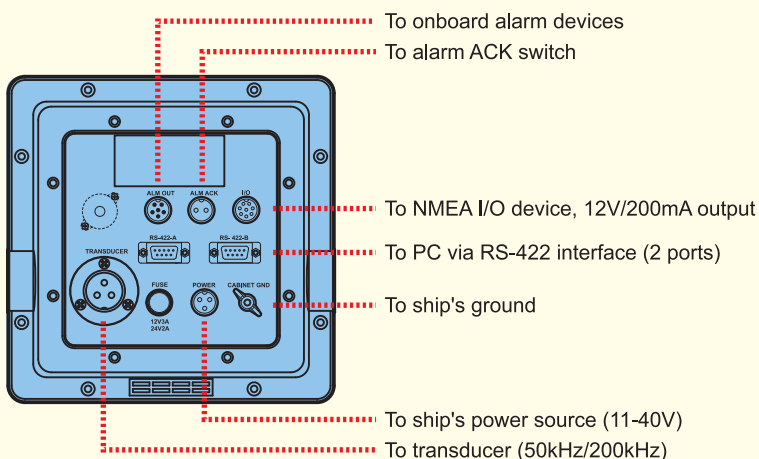 To onboard alarm devices
To alarm ACK switch
ALM OUT
ALM ACK
I/O
To NMEA I/O device, 12V/200mA output
RS-422-A
RS- 422-B
To PC via RS-422 interface (2 ports)
TRANSDUCER
FUSE
POWER
CABINET GND
To ship's ground
12V3A
24V2A
To ship's power source (11-40V)
To transducer (50kHz/200kHz)